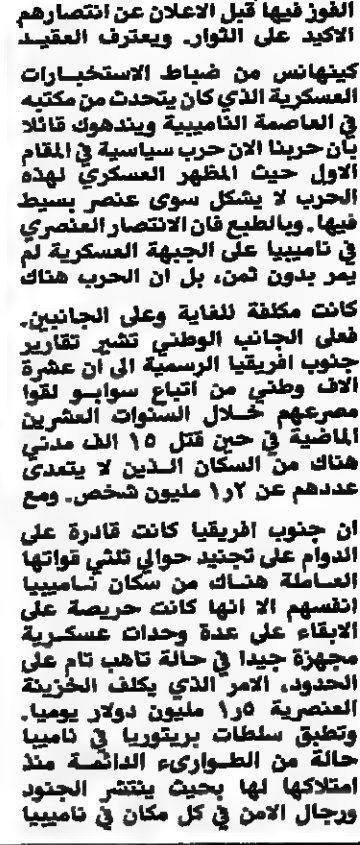 الفوز فيها قبل الاعلان عن انتصارهم
الاكيد على الثوار. ويعترف العقيد
كينهانس من ضباط الاستخبارات
العسكرية الذي كان يتحدث من مكتبه
في العاصمة الناميبية ويندهوك قائلا
بأن حربنا الان حرب سياسية في المقام
الاول حيث المظهر العسكري لهذه
الحرب لا يشكل سوى عنصر بسيط
فيها. وبالطبع فان الانتصار العنصري
في ناميبيا على الجبهة العسكرية لم
يمر بدون ثمن، بل ان الحرب هناك
كانت مكلفة للغاية وعلى الجانبين.
فعلى الجانب الوطني تشير تقارير
جنوب افريقيا الرسمية الى ان عشرة
الاف وطني من اتباع سوابو لقوا
مصرعهم خلال السنوات العشرين
الماضية في حين قتل ١٥ الف مدني
هناك من السكان الذين لا يتعدى
عددهم عن ٢ر١ مليون شخص. ومع
ان جنوب افريقيا كانت قادرة على
الدوام على تجنيد حوالي ثلثي قواتها
العاملة هناك من سكان ناميبيا
انفسهم الا انها كانت حريصة على
الابقاء على عدة وحدات عسكرية
مجهزة جيدا في حالة تاهب تام على
الحدود، الامر الذي يكلف الخزينة
العنصرية ٥ر١ مليون دولار يوميا.
وتطبق سلطات بريتوريا في ناميبيا
حالة من الطوارىء الدائمة منذ
امتلاكها لها بحيث ينتشر الجنود
ورجال الامن في كل مكان في ناميبيا